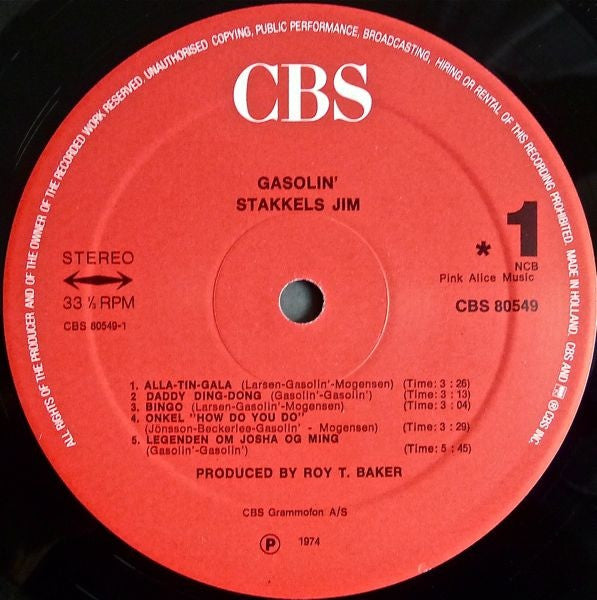 ALL RIGHTS OF THE PRODUCER AND OF THE OWNER OF THE RECORDED WORK RESERVED. UNAUTHORISED COPYING, PUBLIC PERFORMANCE, BROADCASTING, HIRING OR RENTAL OF THIS RECORDING PROHIBITED. MADE IN HOLLAND. CBS AND ® © CBS INC.
CBS
GASOLIN'
STAKKELS JIM
STEREO
33 ⅓ RPM
CBS 80549-1
* 1
NCB
Pink Alice Music
CBS 80549
1. ALLA-TIN-GALA (Larsen-Gasolin'-Mogensen) (Time: 3 : 26)
2 DADDY DING-DONG (Gasolin'-Gasolin') (Time: 3 : 13)
3. BINGO (Larsen-Gasolin'-Mogensen) (Time: 3 : 04)
4. ONKEL "HOW DO YOU DO"
(Jönsson-Beckerlee-Gasolin' - Mogensen) (Time: 3 : 29)
5. LEGENDEN OM JOSHA OG MING
(Gasolin'-Gasolin') (Time: 5 : 45)
PRODUCED BY ROY T. BAKER
CBS Grammofon A/S
℗ 1974